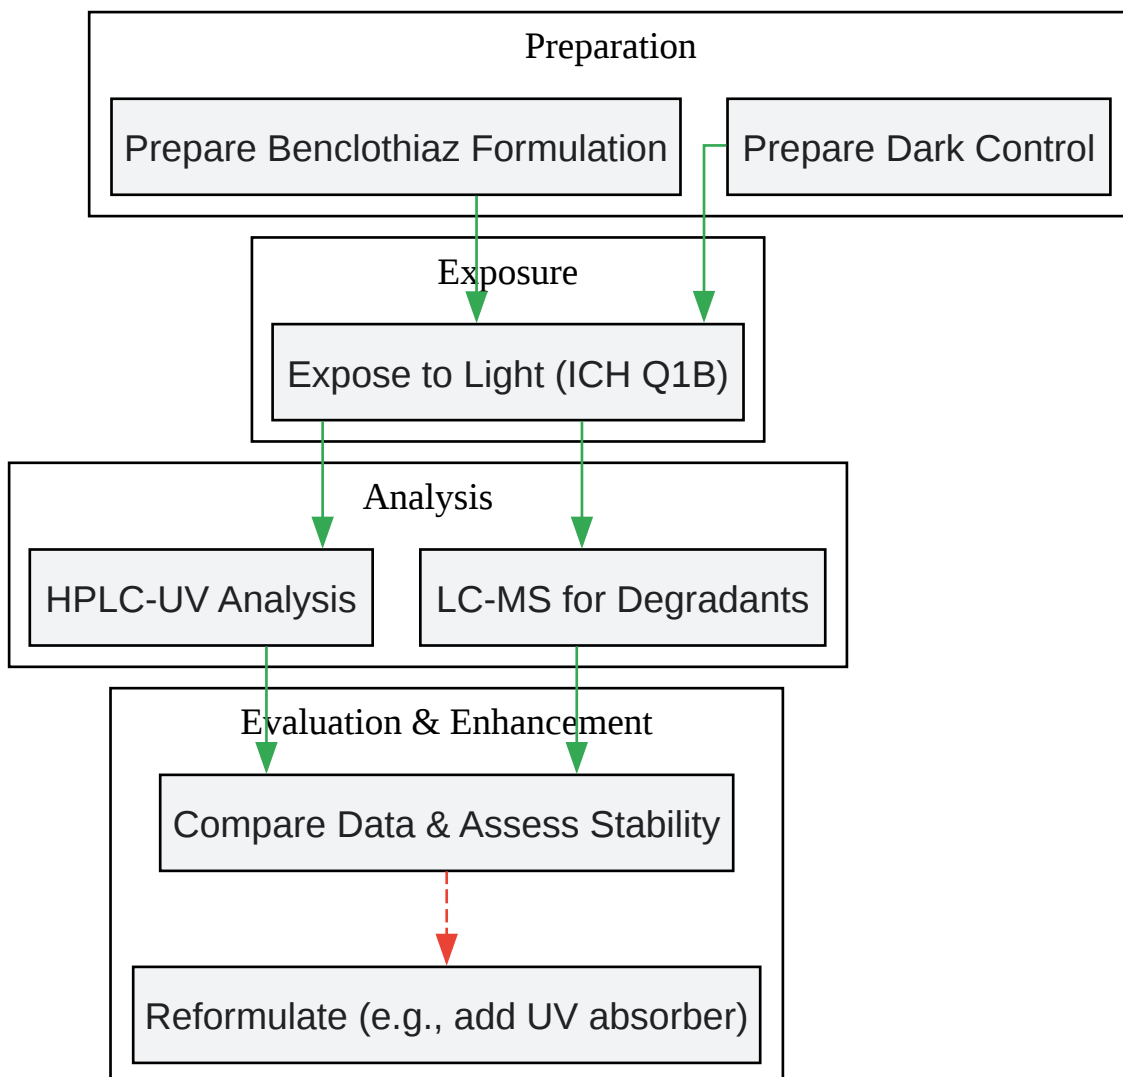 Preparation
Prepare Benclothiaz Formulation
Prepare Dark Control
Exposure
Expose to Light (ICH Q1B)
Analysis
HPLC-UV Analysis
LC-MS for Degradants
Evaluation & Enhancement
Compare Data & Assess Stability
Reformulate (e.g., add UV absorber)